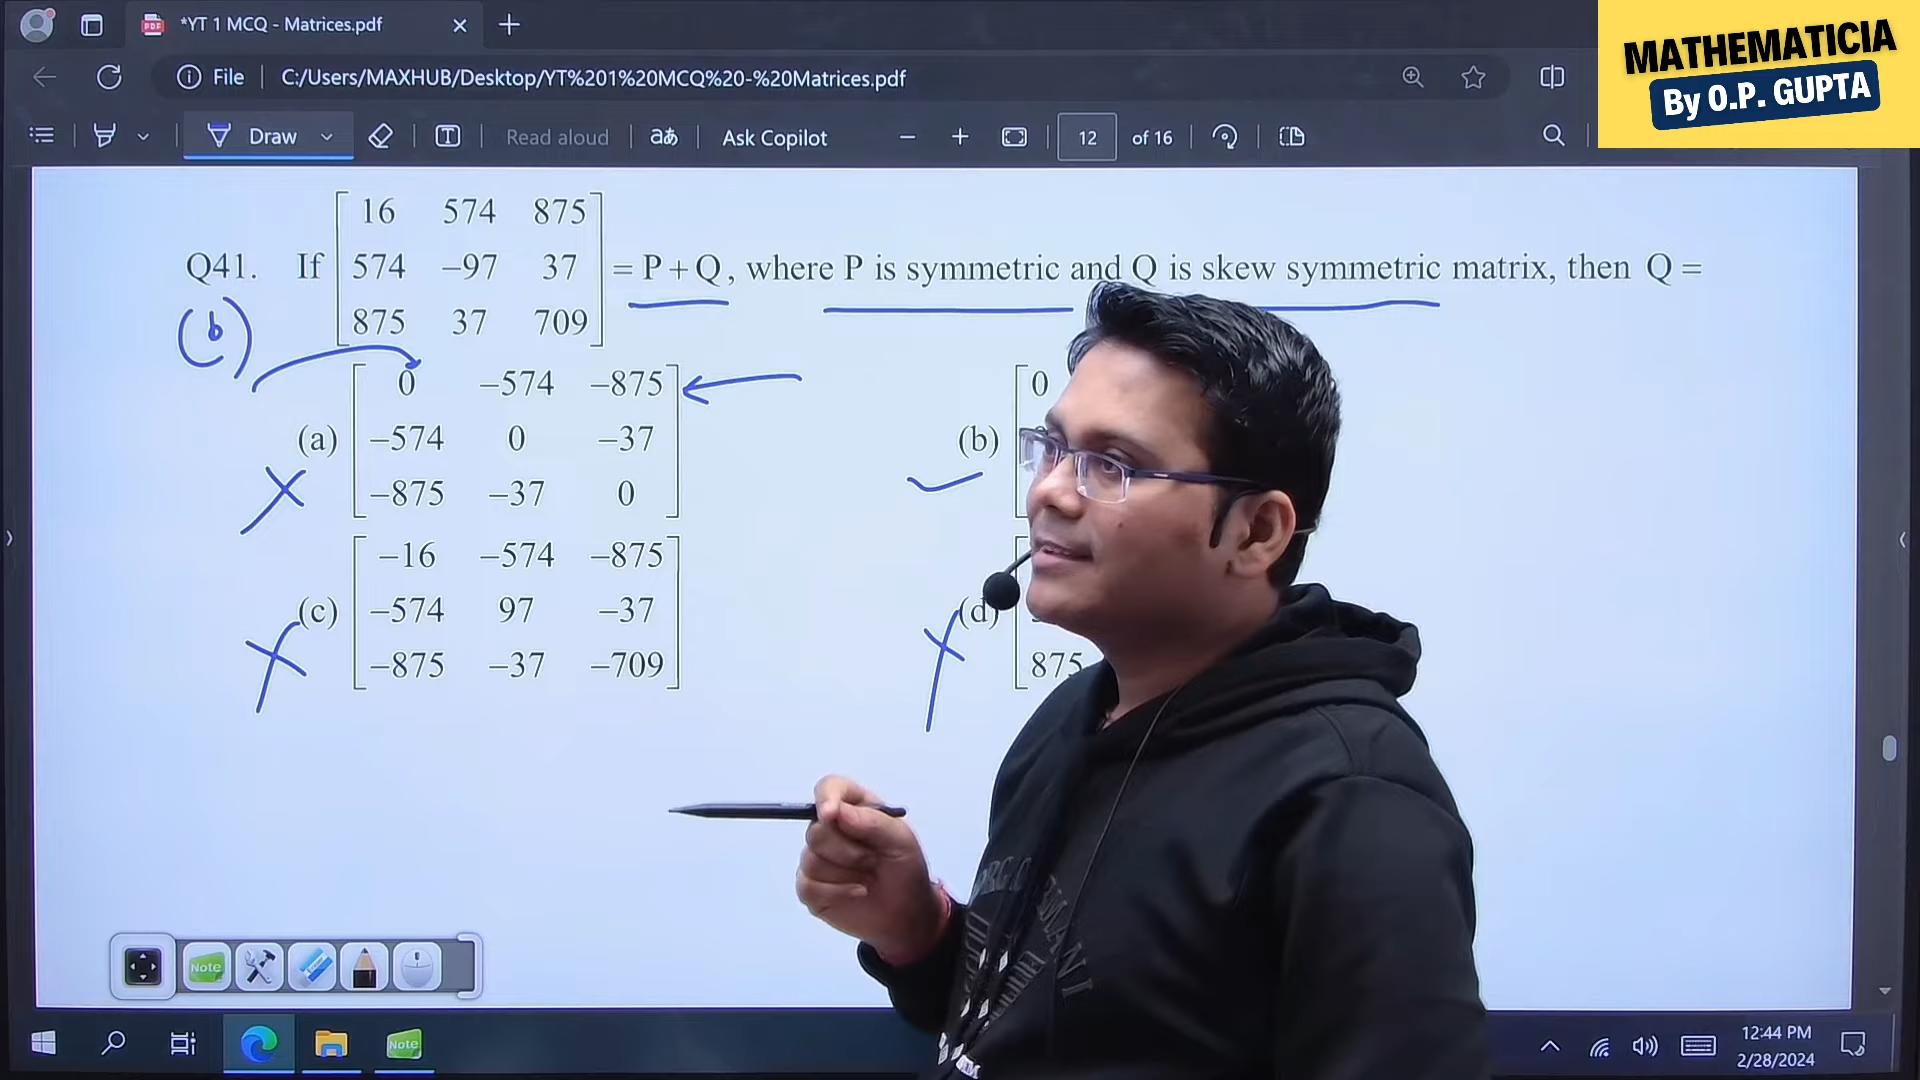 *YT 1 MCQ - Matrices.pdf
MATHEMATICIA
By O.P. GUPTA
File C:/Users/MAXHUB/Desktop/YT%201%20MCQ%20-%20Matrices.pdf
Draw Read aloud aあ Ask Copilot 12 of 16
16 574 875
Q41. If 574 –97 37 = P + Q, where P is symmetric and Q is skew symmetric matrix, then Q =
875 37 709
(b)
0 –574 –875
(a) –574 0 –37
–875 –37 0
(b) 0
–16 –574 –875
(c) –574 97 –37
–875 –37 –709
(d)
875
Note
Note
12:44 PM
2/28/2024